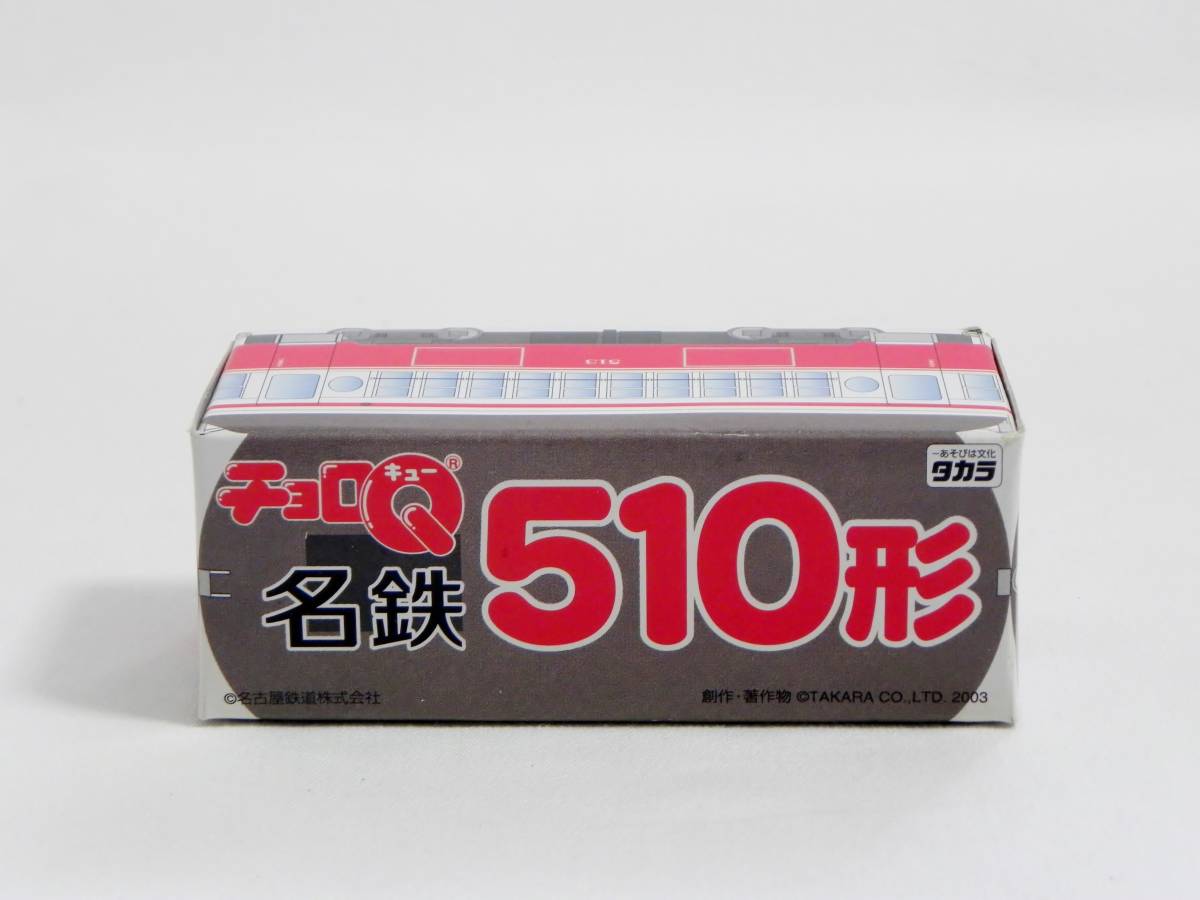 513
チョロQ®
キュー
名鉄
510形
ーあそびは文化
タカラ
©名古屋鉄道株式会社
創作・著作物 ©TAKARA CO.,LTD. 2003